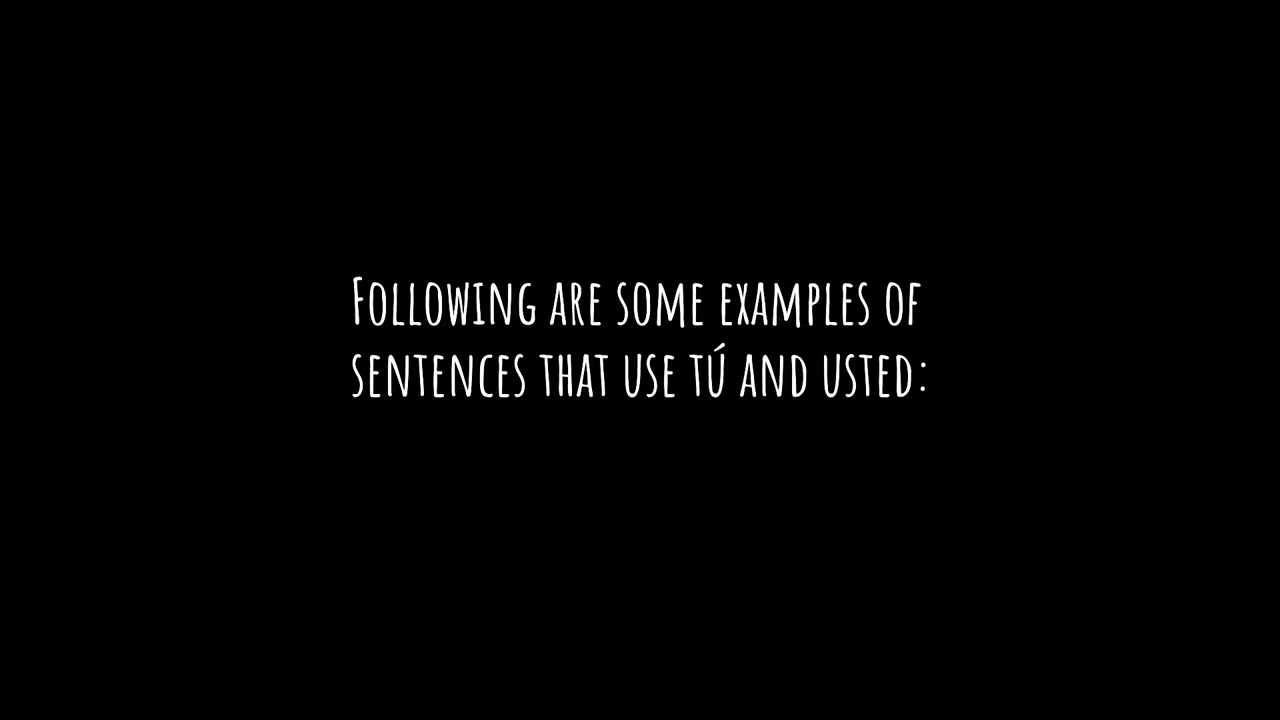 Following are some examples of
sentences that use tú and usted: